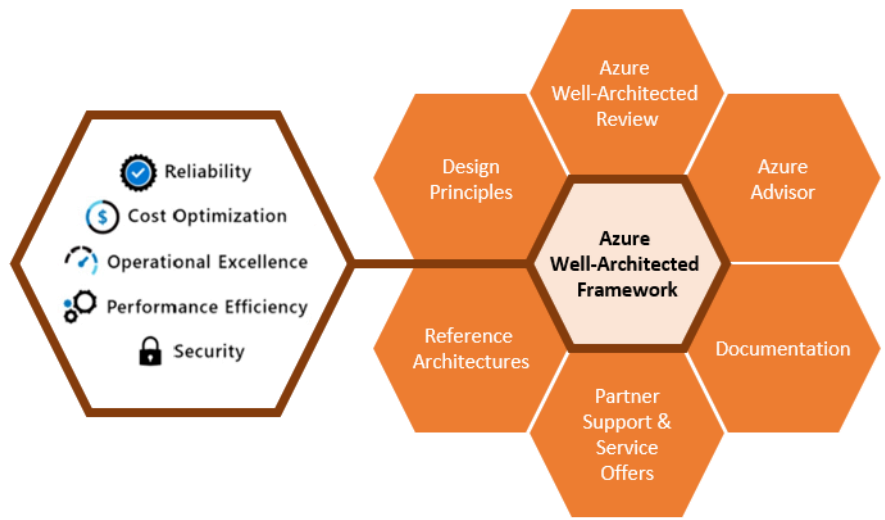 Reliability
Cost Optimization
Operational Excellence
Performance Efficiency
Security
Azure
Well-Architected
Review
Design
Principles
Azure
Advisor
Azure
Well-Architected
Framework
Reference
Architectures
Documentation
Partner
Support &
Service
Offers